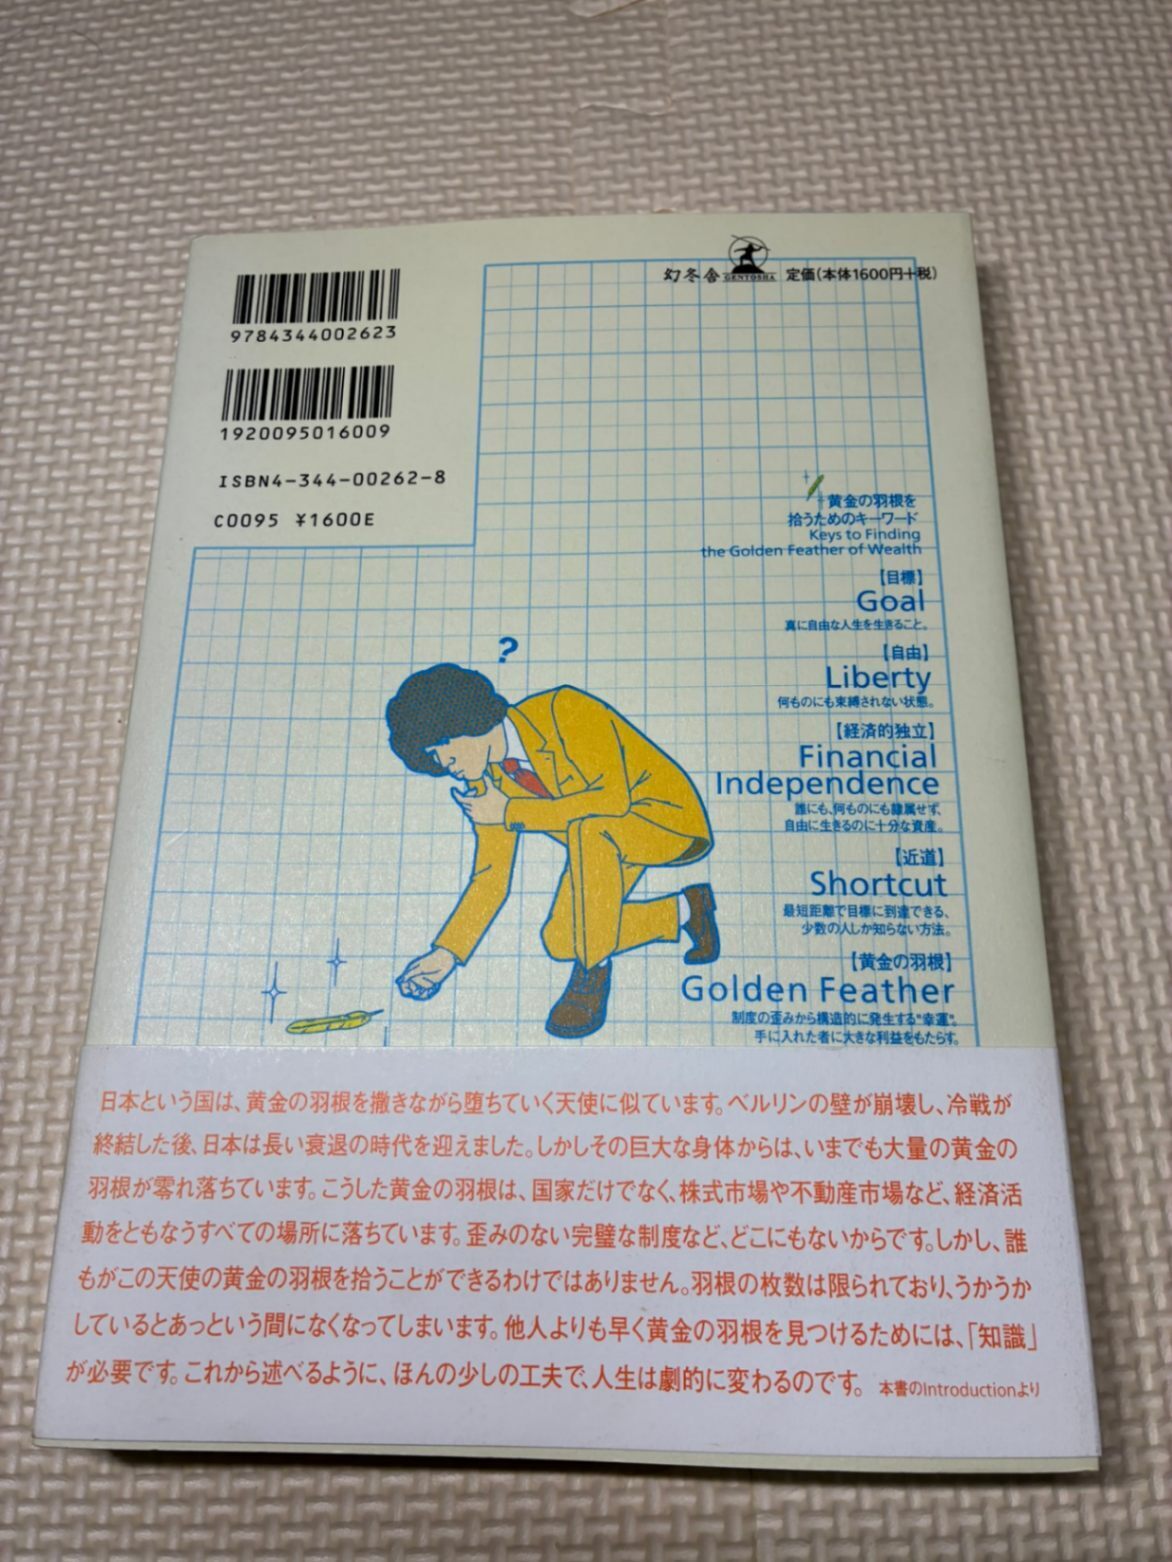 9784344002623
1920095016009
ISBN4-344-00262-8
C0095 ¥1600E
幻冬舎 GENTOSHA 定価(本体1600円+税)
黄金の羽根を
拾うためのキーワード
Keys to Finding
the Golden Feather of Wealth
【目標】
Goal
真に自由な人生を生きること。
【自由】
Liberty
何ものにも束縛されない状態。
【経済的独立】
Financial
Independence
誰にも、何ものにも隷属せず、
自由に生きるのに十分な資産。
【近道】
Shortcut
最短距離で目標に到達できる、
少数の人しか知らない方法。
【黄金の羽根】
Golden Feather
制度の歪みから構造的に発生する"幸運"。
手に入れた者に大きな利益をもたらす。
?
日本という国は、黄金の羽根を撒きながら堕ちていく天使に似ています。ベルリンの壁が崩壊し、冷戦が
終結した後、日本は長い衰退の時代を迎えました。しかしその巨大な身体からは、いまでも大量の黄金の
羽根が零れ落ちています。こうした黄金の羽根は、国家だけでなく、株式市場や不動産市場など、経済活
動をともなうすべての場所に落ちています。歪みのない完璧な制度など、どこにもないからです。しかし、誰
もがこの天使の黄金の羽根を拾うことができるわけではありません。羽根の枚数は限られており、うかうか
しているとあっという間になくなってしまいます。他人よりも早く黄金の羽根を見つけるためには、「知識」
が必要です。これから述べるように、ほんの少しの工夫で、人生は劇的に変わるのです。 本書のIntroductionより